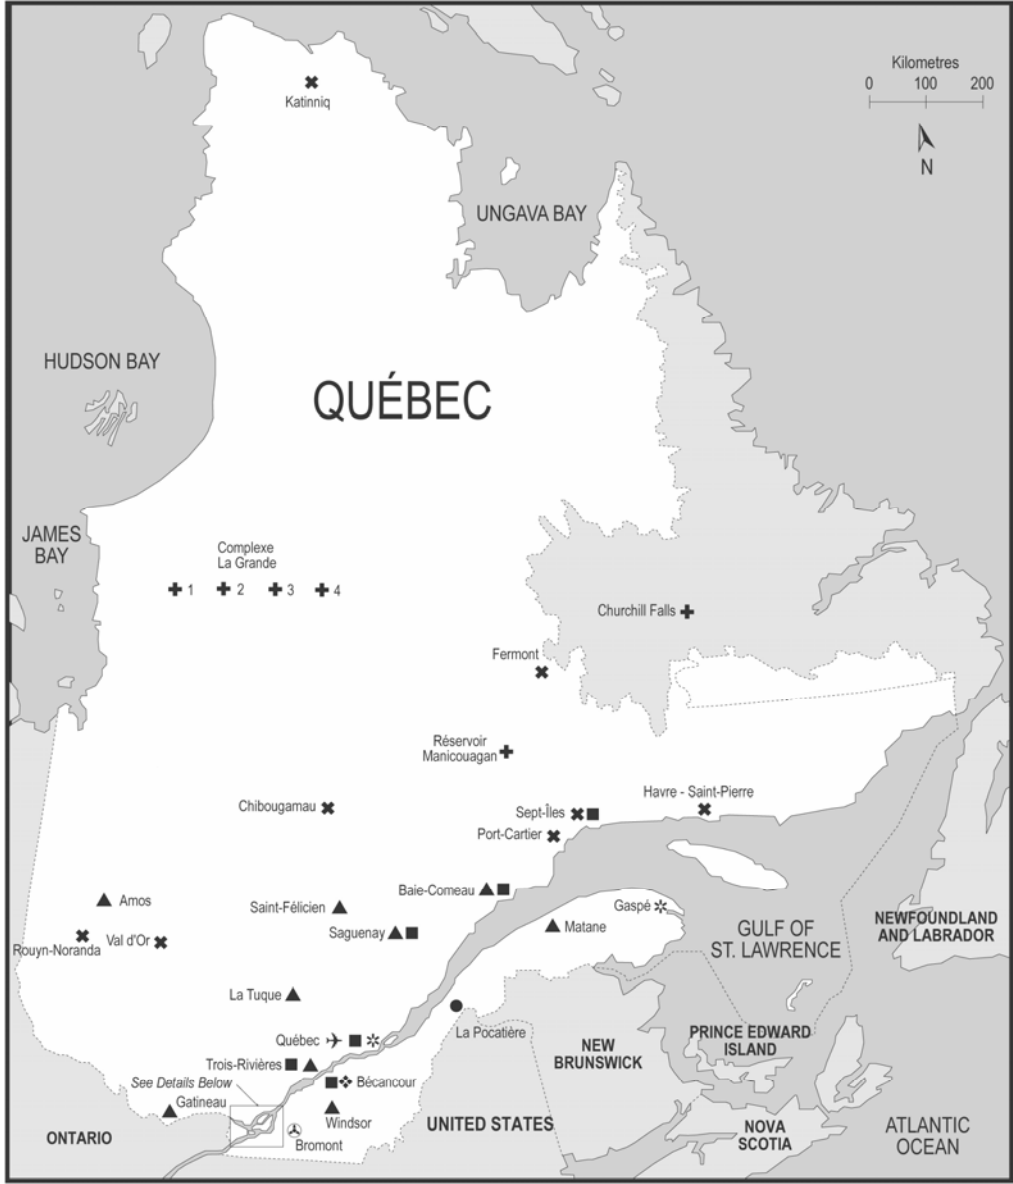 Kilometres
0 100 200
N
Katinniq
UNGAVA BAY
HUDSON BAY
QUÉBEC
JAMES
BAY
Complexe
La Grande
1 2 3 4
Churchill Falls
Fermont
Réservoir
Manicouagan
Havre - Saint-Pierre
Chibougamau
Sept-Îles
Port-Cartier
Baie-Comeau
Amos
Saint-Félicien
Gaspé
Matane
Saguenay
Rouyn-Noranda
Val d'Or
GULF OF
ST. LAWRENCE
NEWFOUNDLAND
AND LABRADOR
La Tuque
La Pocatière
Québec
NEW
BRUNSWICK
PRINCE EDWARD
ISLAND
Trois-Rivières
See Details Below
Bécancour
Gatineau
Windsor
UNITED STATES
ONTARIO
Bromont
NOVA
SCOTIA
ATLANTIC
OCEAN